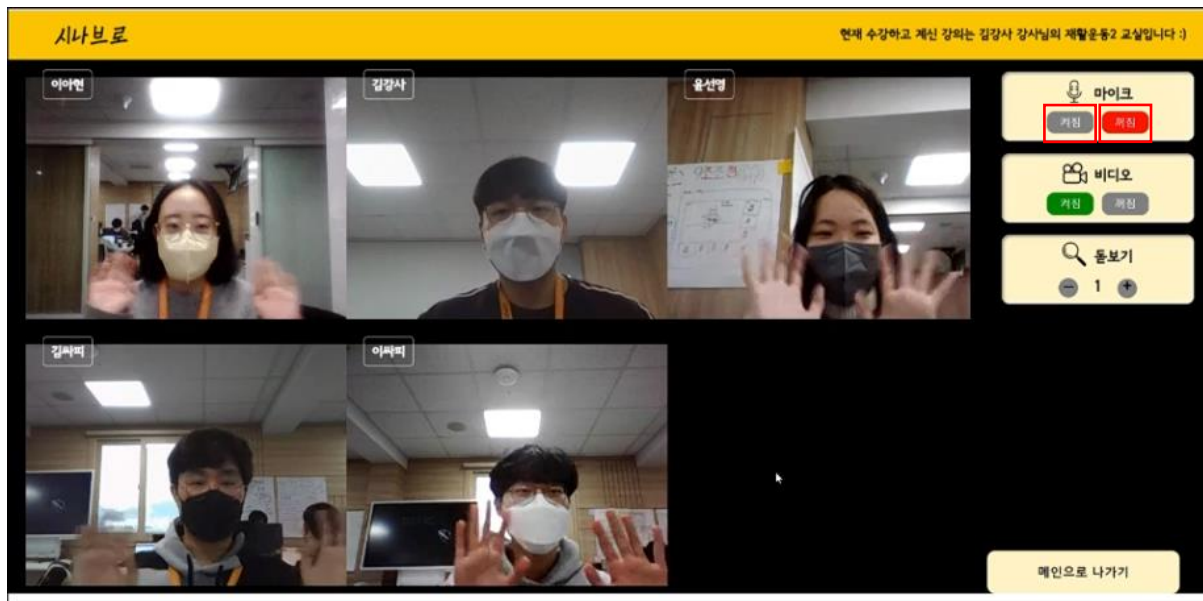 시나브로
현재 수강하고 계신 강의는 김강사 강사님의 재활운동2 교실입니다 :)
이아현
김강사
윤선영
마이크
켜짐 꺼짐
비디오
켜짐 꺼짐
돋보기
- 1 +
김싸피
이싸피
메인으로 나가기